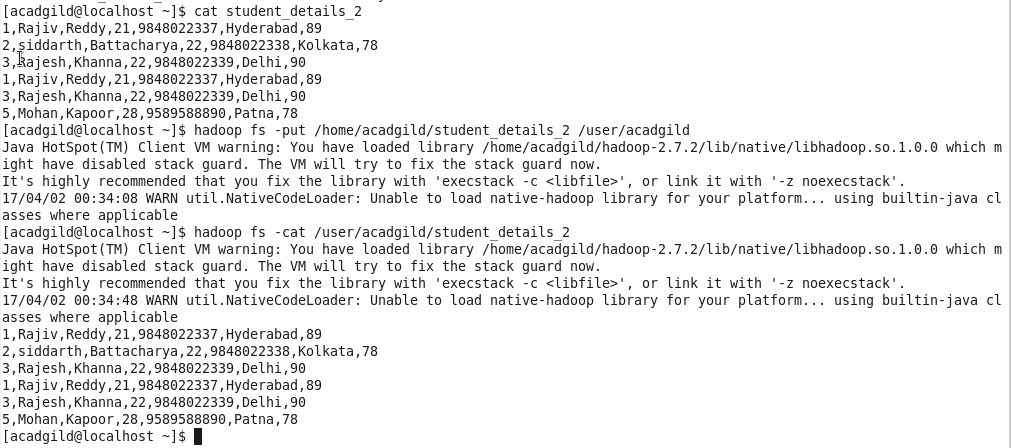 [acadgild@localhost ~]$ cat student_details_2
1,Rajiv,Reddy,21,9848022337,Hyderabad,89
2,siddarth,Battacharya,22,9848022338,Kolkata,78
3,Rajesh,Khanna,22,9848022339,Delhi,90
1,Rajiv,Reddy,21,9848022337,Hyderabad,89
3,Rajesh,Khanna,22,9848022339,Delhi,90
5,Mohan,Kapoor,28,9589588890,Patna,78
[acadgild@localhost ~]$ hadoop fs -put /home/acadgild/student_details_2 /user/acadgild
Java HotSpot(TM) Client VM warning: You have loaded library /home/acadgild/hadoop-2.7.2/lib/native/libhadoop.so.1.0.0 which m
ight have disabled stack guard. The VM will try to fix the stack guard now.
It's highly recommended that you fix the library with 'execstack -c <libfile>', or link it with '-z noexecstack'.
17/04/02 00:34:08 WARN util.NativeCodeLoader: Unable to load native-hadoop library for your platform... using builtin-java cl
asses where applicable
[acadgild@localhost ~]$ hadoop fs -cat /user/acadgild/student_details_2
Java HotSpot(TM) Client VM warning: You have loaded library /home/acadgild/hadoop-2.7.2/lib/native/libhadoop.so.1.0.0 which m
ight have disabled stack guard. The VM will try to fix the stack guard now.
It's highly recommended that you fix the library with 'execstack -c <libfile>', or link it with '-z noexecstack'.
17/04/02 00:34:48 WARN util.NativeCodeLoader: Unable to load native-hadoop library for your platform... using builtin-java cl
asses where applicable
1,Rajiv,Reddy,21,9848022337,Hyderabad,89
2,siddarth,Battacharya,22,9848022338,Kolkata,78
3,Rajesh,Khanna,22,9848022339,Delhi,90
1,Rajiv,Reddy,21,9848022337,Hyderabad,89
3,Rajesh,Khanna,22,9848022339,Delhi,90
5,Mohan,Kapoor,28,9589588890,Patna,78
[acadgild@localhost ~]$